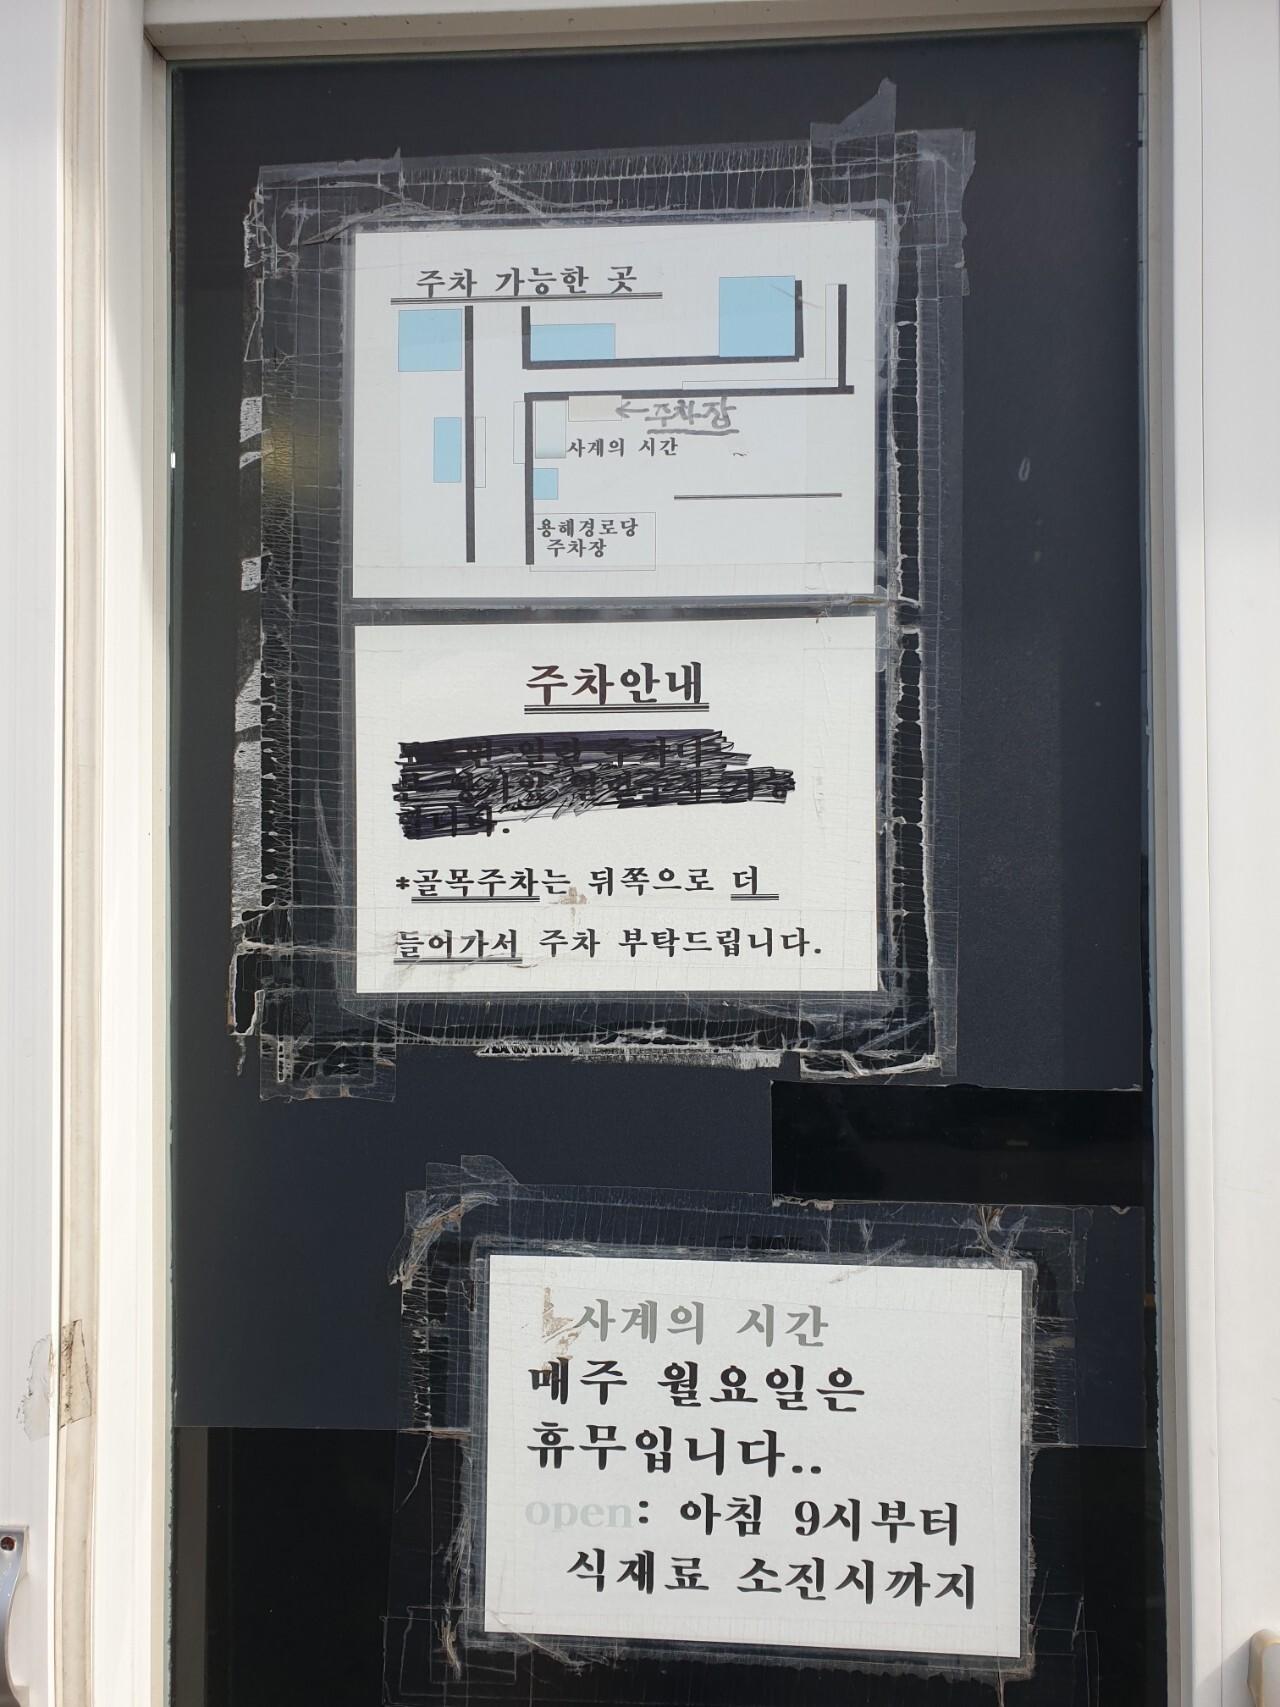 주차 가능한 곳
←주차장
사계의 시간
용해경로당
주차장
주차안내
*골목주차는 뒤쪽으로 더
들어가서 주차 부탁드립니다.
사계의 시간
매주 월요일은
휴무입니다..
open: 아침 9시부터
식재료 소진시까지